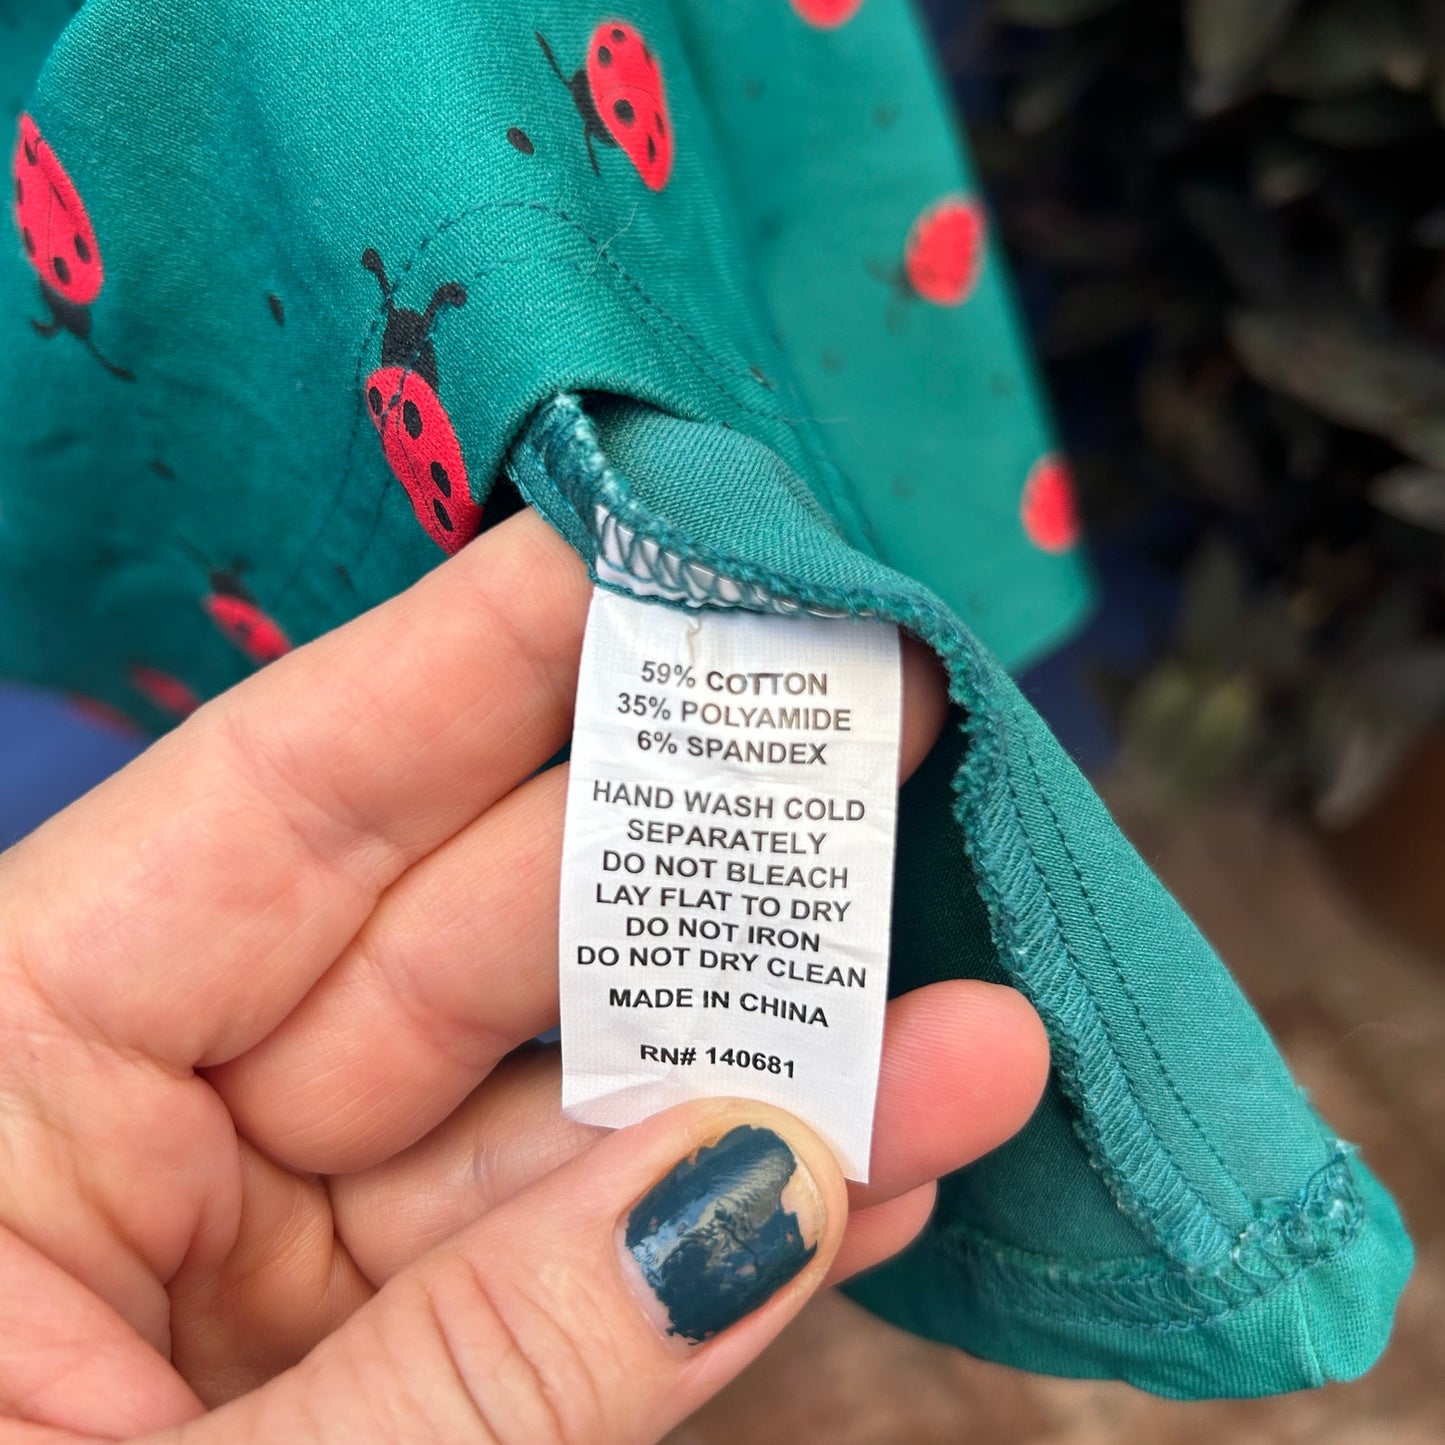 59% COTTON
35% POLYAMIDE
6% SPANDEX
HAND WASH COLD
SEPARATELY
DO NOT BLEACH
LAY FLAT TO DRY
DO NOT IRON
DO NOT DRY CLEAN
MADE IN CHINA
RN# 140681